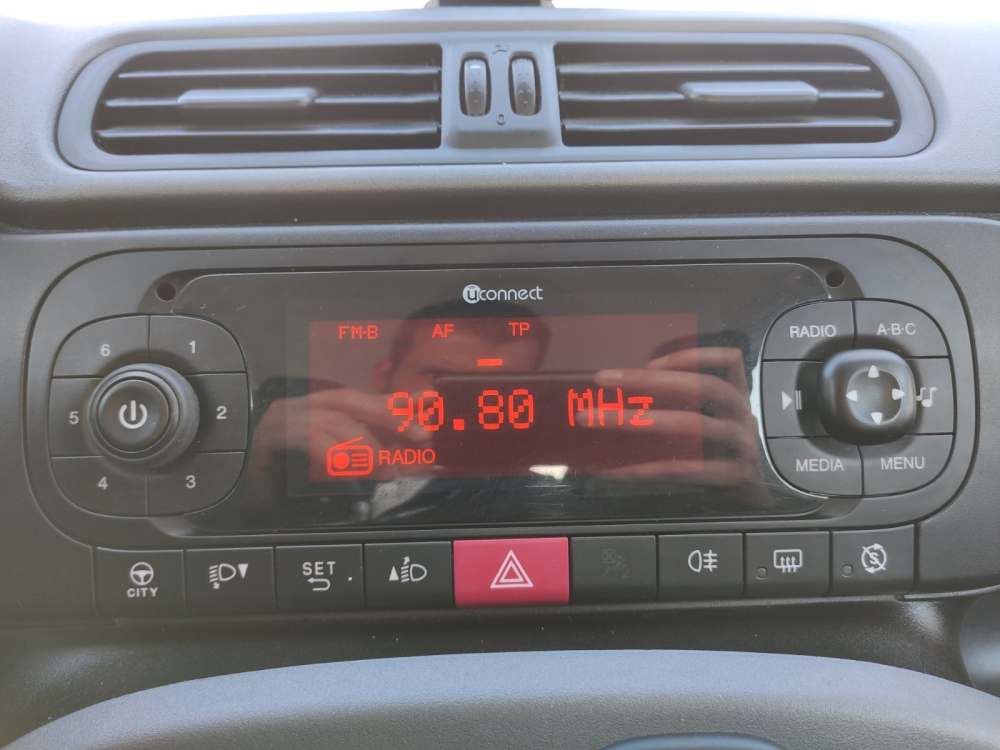 uconnect
FM-B AF TP
90.80 MHz
RADIO
6 1
5 2
4 3
RADIO A·B·C
MEDIA MENU
CITY
SET
S